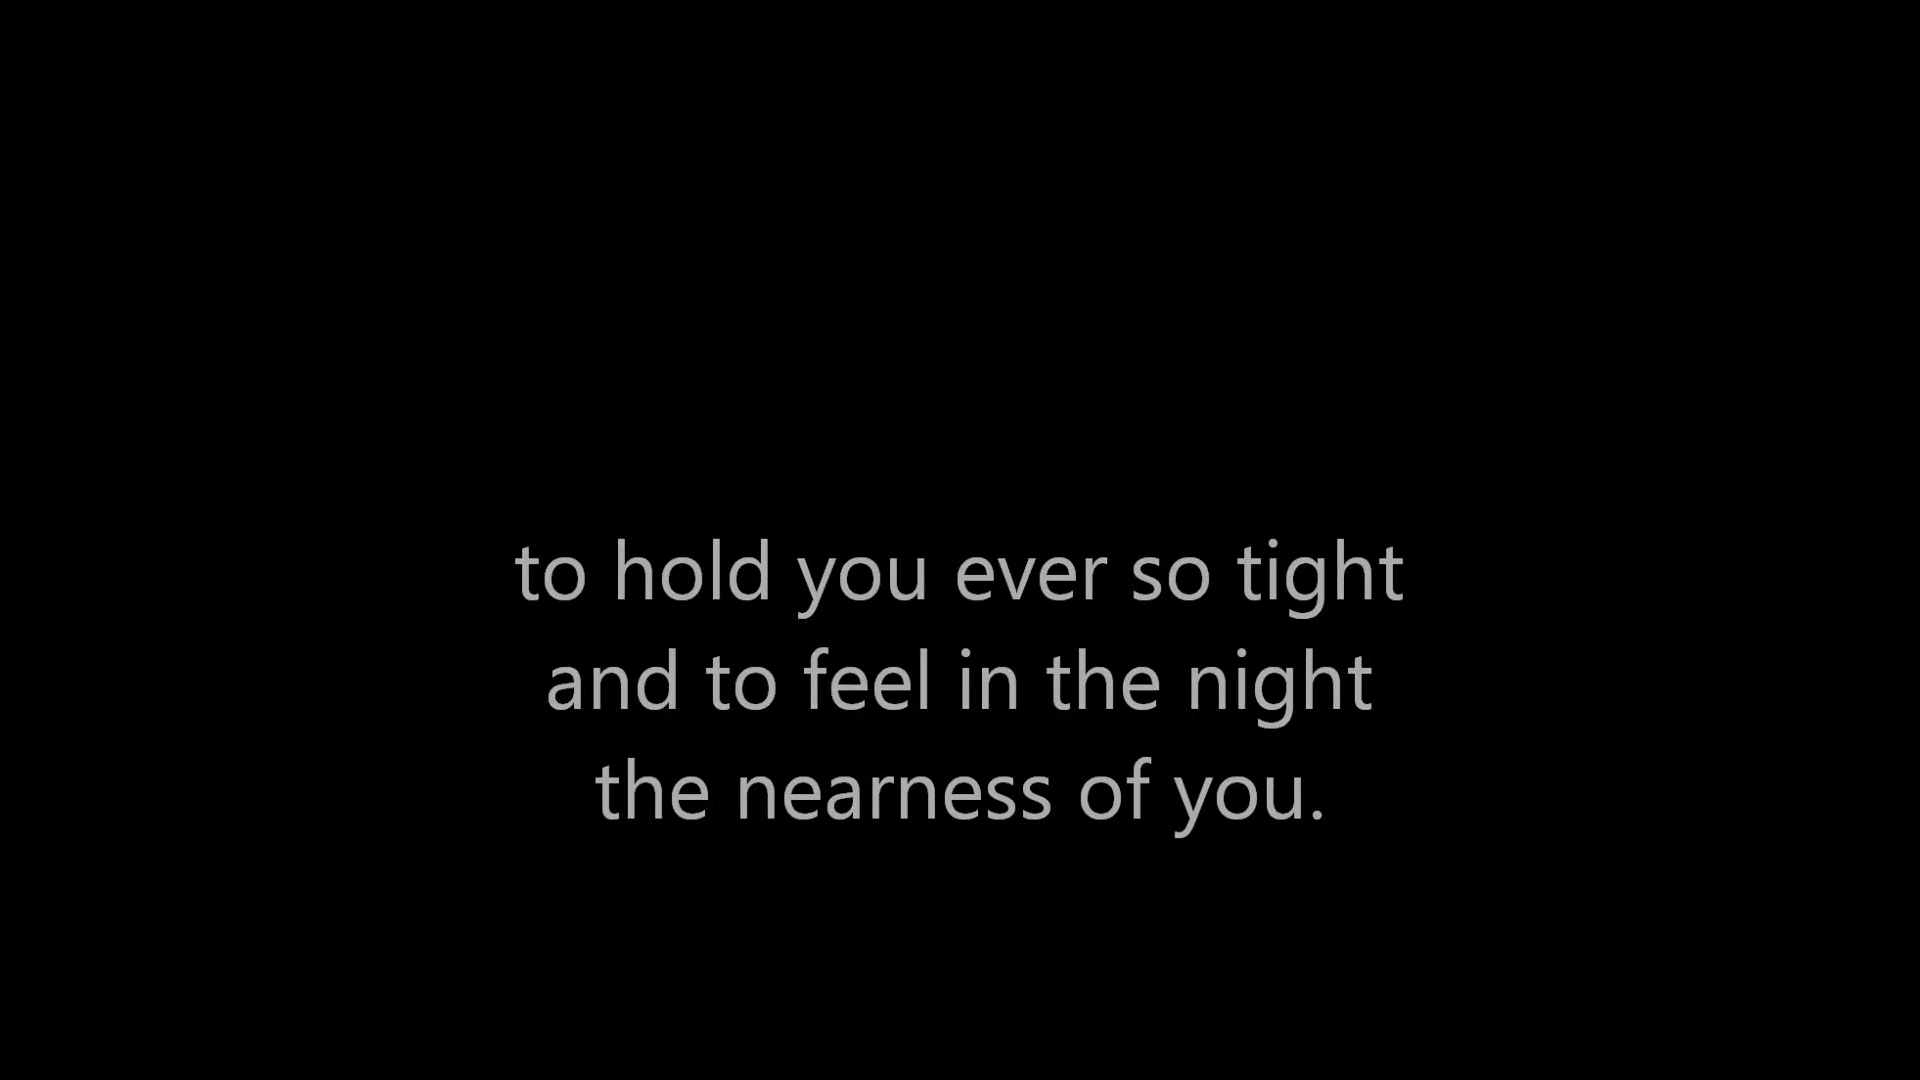 to hold you ever so tight
and to feel in the night
the nearness of you.